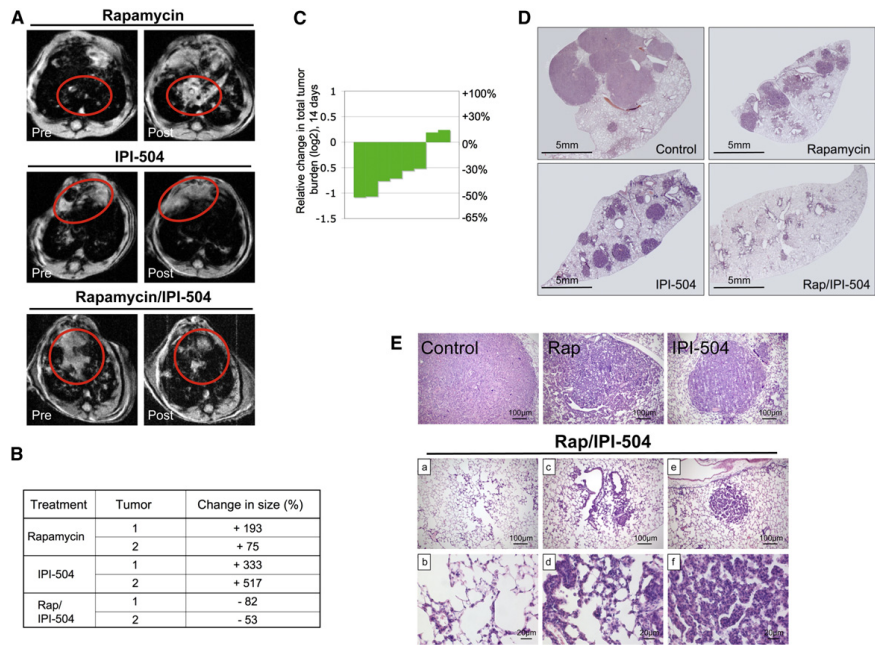 A
Rapamycin
Pre
Post
IPI-504
Pre
Post
Rapamycin/IPI-504
Pre
Post
B
Treatment Tumor Change in size (%)
Rapamycin 1 + 193
2 + 75
IPI-504 1 + 333
2 + 517
Rap/
IPI-504
1 - 82
2 - 53
C
Relative change in total tumor
burden (log2), 14 days
1
0.5
0
-0.5
-1
-1.5
+100%
+30%
0%
-30%
-50%
-65%
D
5mm
Control
5mm
Rapamycin
5mm
IPI-504
5mm
Rap/IPI-504
E
Control
100μm
Rap
100μm
IPI-504
100μm
Rap/IPI-504
a
100μm
c
100μm
e
100μm
b
20μm
d
20μm
f
20μm